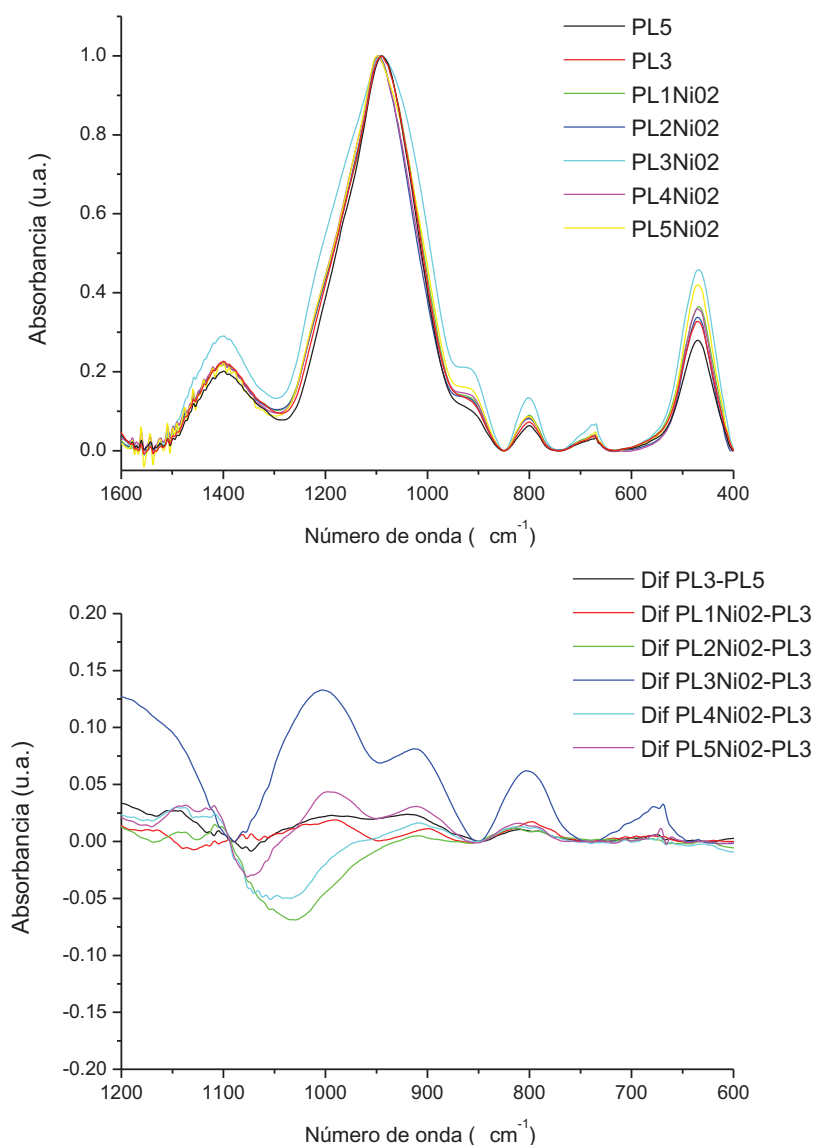 PL5
PL3
PL1Ni02
PL2Ni02
PL3Ni02
PL4Ni02
PL5Ni02
1.0
0.8
0.6
0.4
0.2
0.0
Absorbancia (u.a.)
1600 1400 1200 1000 800 600 400
Número de onda ( cm⁻¹)
Dif PL3-PL5
Dif PL1Ni02-PL3
Dif PL2Ni02-PL3
Dif PL3Ni02-PL3
Dif PL4Ni02-PL3
Dif PL5Ni02-PL3
0.20
0.15
0.10
0.05
0.00
-0.05
-0.10
-0.15
-0.20
Absorbancia (u.a.)
1200 1100 1000 900 800 700 600
Número de onda ( cm⁻¹)